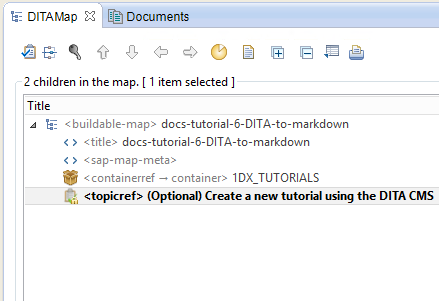 DITAMap
Documents
2 children in the map. [ 1 item selected ]
Title
<buildable-map> docs-tutorial-6-DITA-to-markdown
<title> docs-tutorial-6-DITA-to-markdown
<sap-map-meta>
<containerref → container> 1DX_TUTORIALS
<topicref> (Optional) Create a new tutorial using the DITA CMS